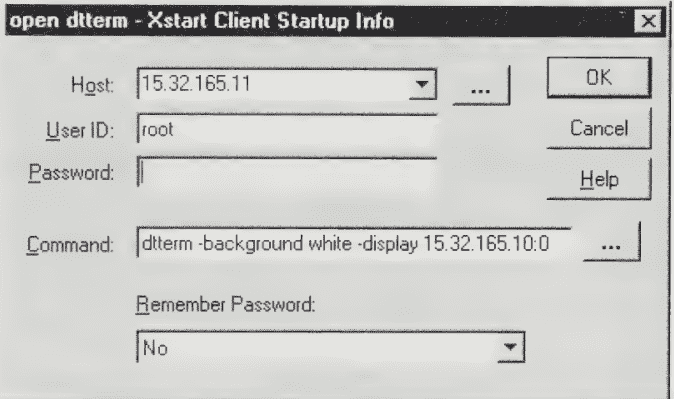 open dtterm - Xstart Client Startup Info
Host: 15.32.165.11 ... OK
User ID: root Cancel
Password: Help
Command: dtterm -background white -display 15.32.165.10:0 ...
Remember Password:
No